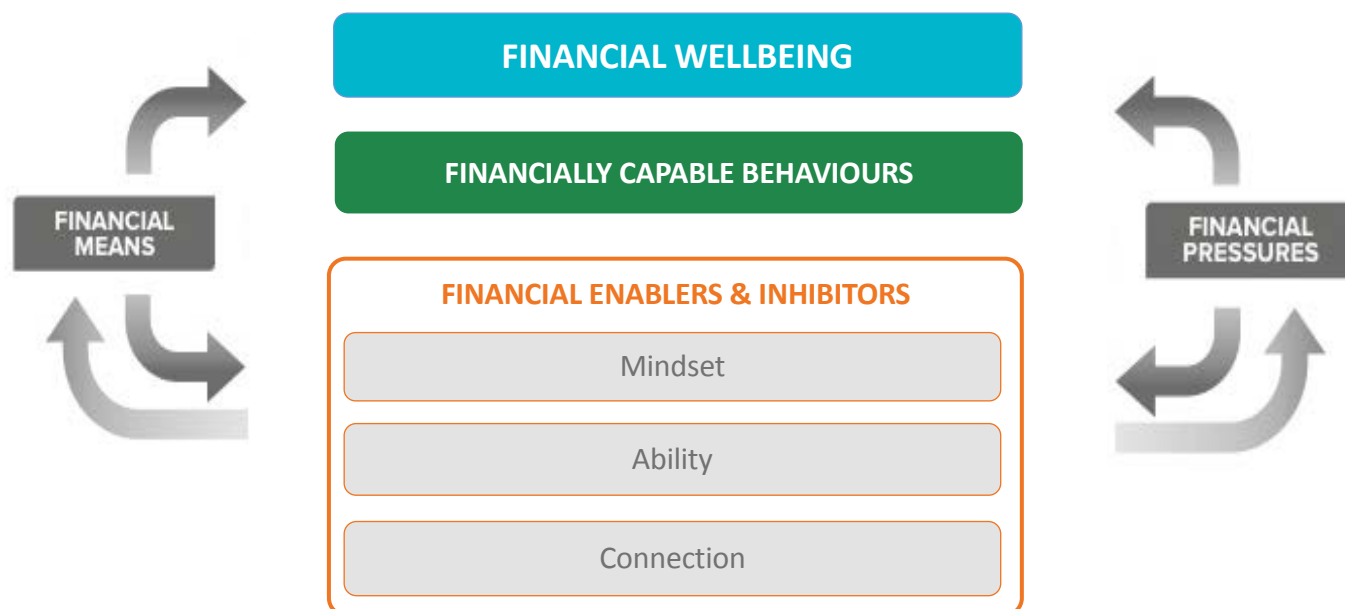 FINANCIAL WELLBEING
FINANCIALLY CAPABLE BEHAVIOURS
FINANCIAL
MEANS
FINANCIAL
PRESSURES
FINANCIAL ENABLERS & INHIBITORS
Mindset
Ability
Connection